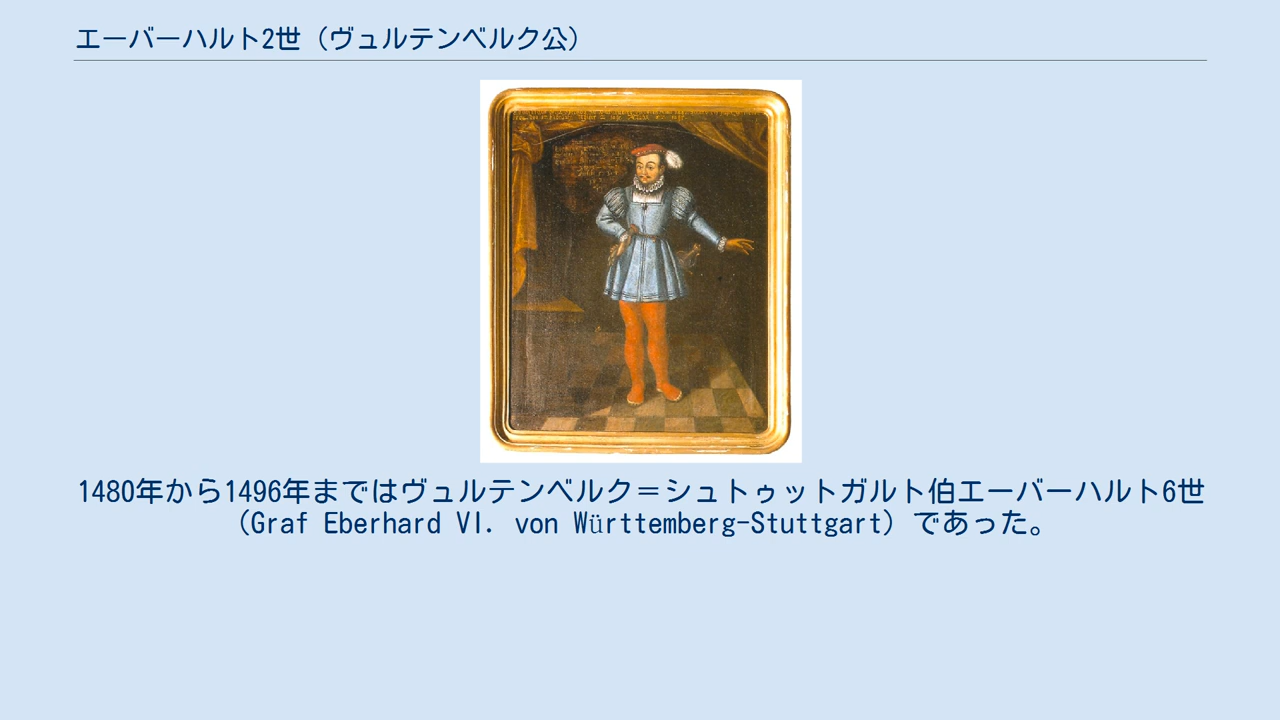 エーバーハルト2世（ヴュルテンベルク公）
1480年から1496年まではヴュルテンベルク＝シュトゥットガルト伯エーバーハルト6世
（Graf Eberhard VI. von Württemberg-Stuttgart）であった。